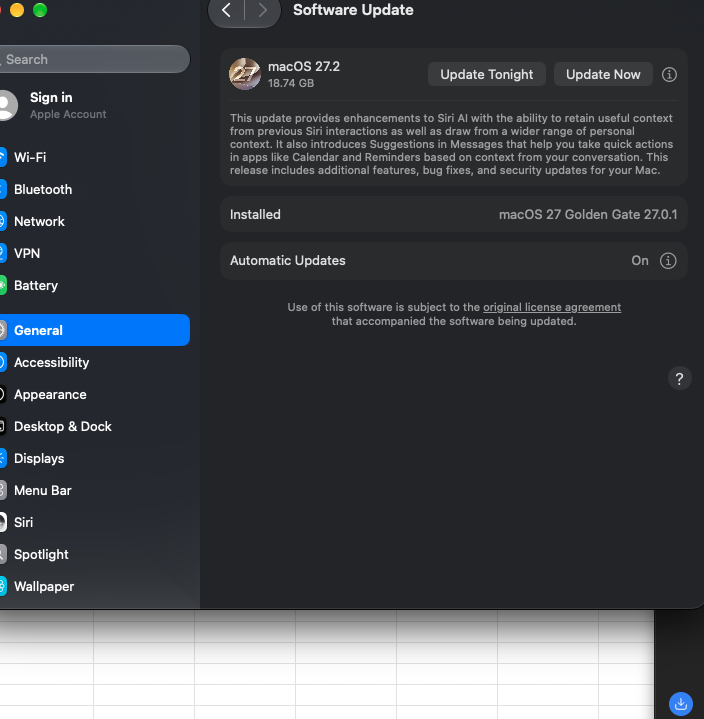 Software Update
Search
Sign in
Apple Account
Wi-Fi
Bluetooth
Network
VPN
Battery
General
Accessibility
Appearance
Desktop & Dock
Displays
Menu Bar
Siri
Spotlight
Wallpaper
27
macOS 27.2
18.74 GB
Update Tonight
Update Now
This update provides enhancements to Siri AI with the ability to retain useful context
from previous Siri interactions as well as draw from a wider range of personal
context. It also introduces Suggestions in Messages that help you take quick actions
in apps like Calendar and Reminders based on context from your conversation. This
release includes additional features, bug fixes, and security updates for your Mac.
Installed
macOS 27 Golden Gate 27.0.1
Automatic Updates
On
Use of this software is subject to the original license agreement
that accompanied the software being updated.
?